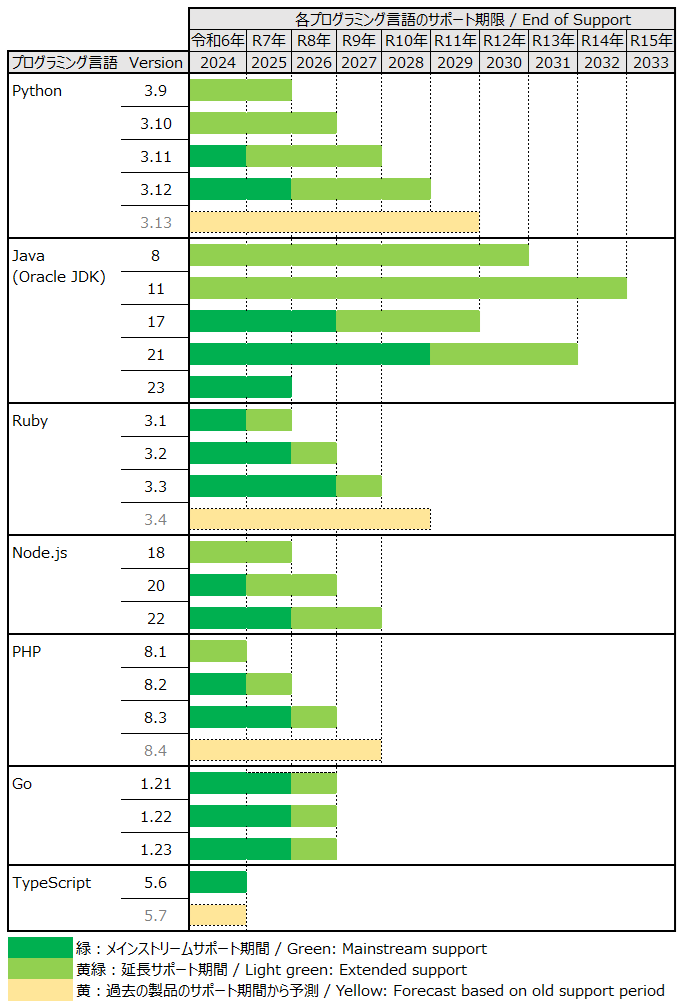 各プログラミング言語のサポート期限 / End of Support
令和6年 R7年 R8年 R9年 R10年 R11年 R12年 R13年 R14年 R15年
プログラミング言語 Version 2024 2025 2026 2027 2028 2029 2030 2031 2032 2033
Python 3.9
3.10
3.11
3.12
3.13
Java 8
(Oracle JDK)
11
17
21
23
Ruby 3.1
3.2
3.3
3.4
Node.js 18
20
22
PHP 8.1
8.2
8.3
8.4
Go 1.21
1.22
1.23
TypeScript 5.6
5.7
緑：メインストリームサポート期間 / Green: Mainstream support
黄緑：延長サポート期間 / Light green: Extended support
黄：過去の製品のサポート期間から予測 / Yellow: Forecast based on old support period